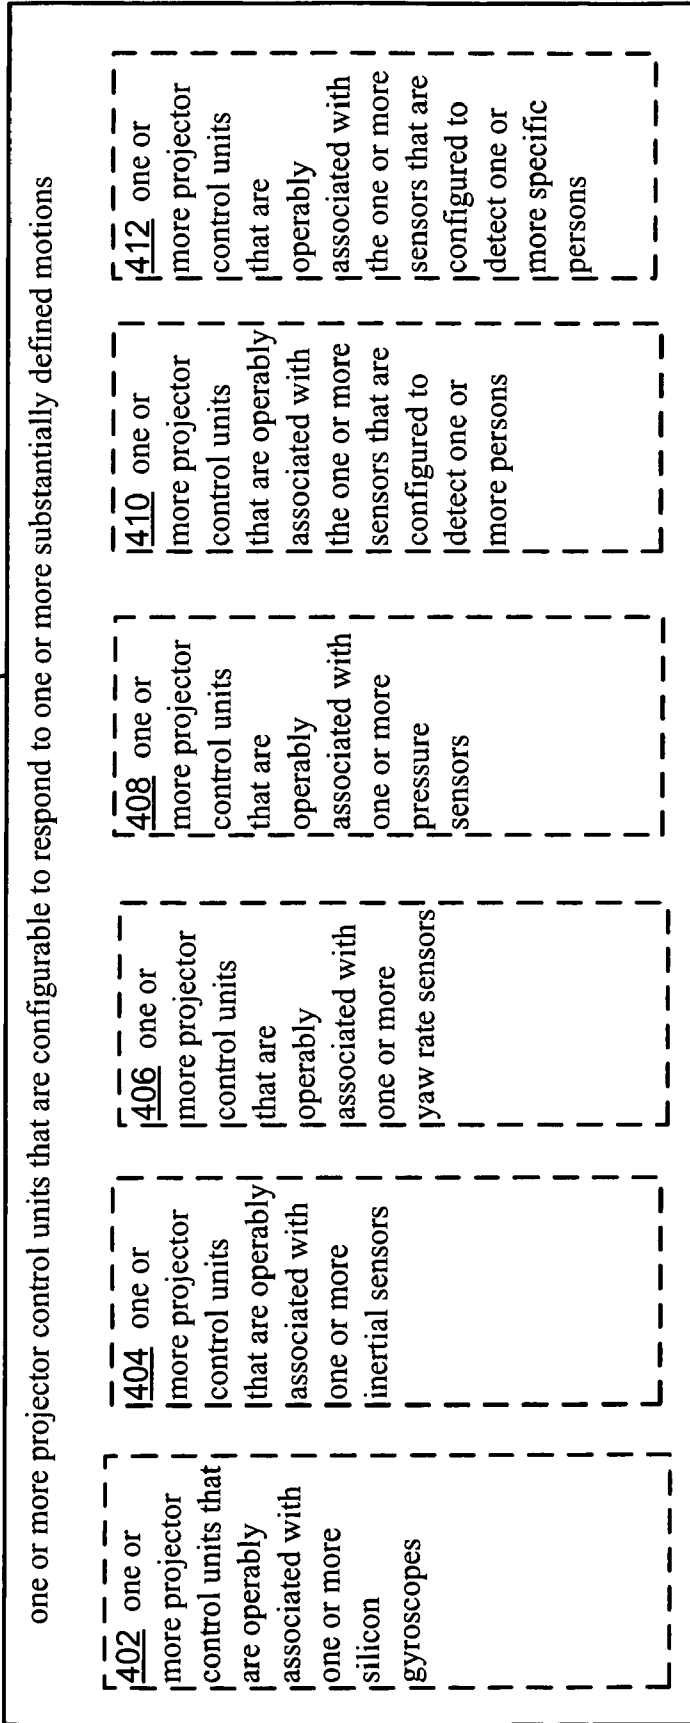 one or more projector control units that are configurable to respond to one or more substantially defined motions
402 one or
more projector
control units that
are operably
associated with
one or more
silicon
gyroscopes
404 one or
more projector
control units
that are operably
associated with
one or more
inertial sensors
406 one or
more projector
control units
that are
operably
associated with
one or more
yaw rate sensors
408 one or
more projector
control units
that are
operably
associated with
one or more
pressure
sensors
410 one or
more projector
control units
that are operably
associated with
the one or more
sensors that are
configured to
detect one or
more persons
412 one or
more projector
control units
that are
operably
associated with
the one or more
sensors that are
configured to
detect one or
more specific
persons